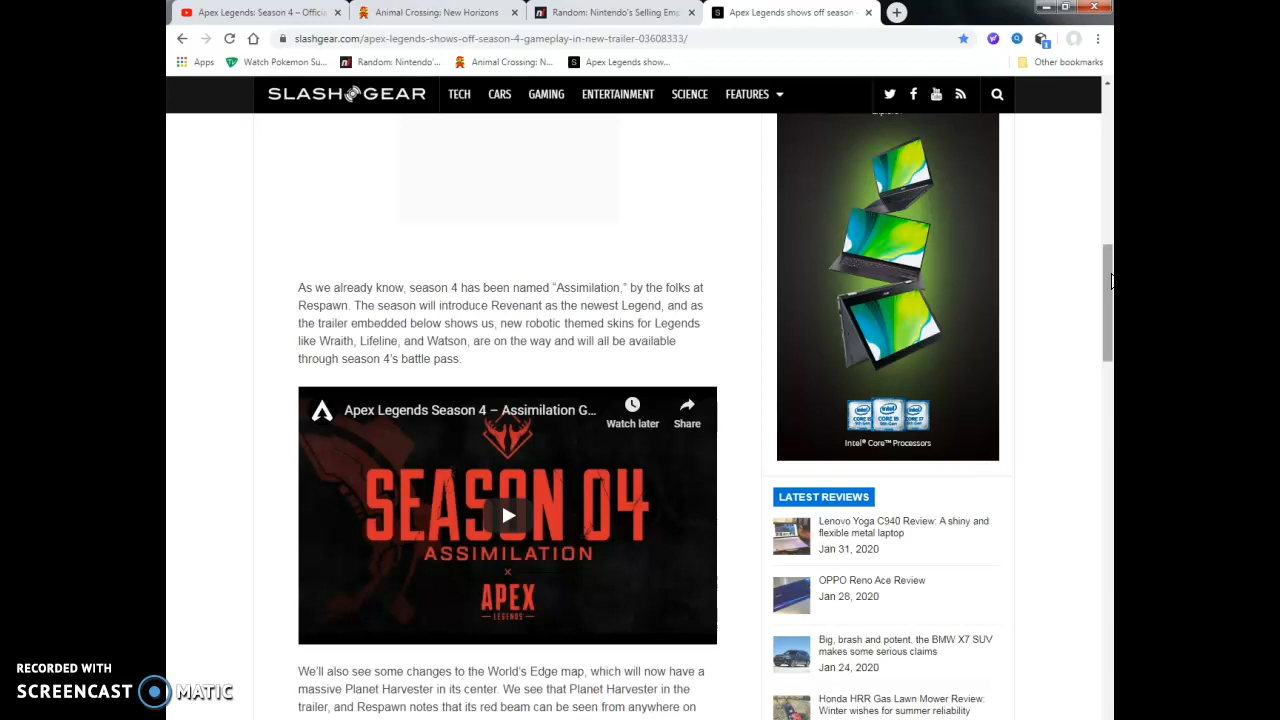 Apex Legends: Season 4 – Officia
Animal Crossing: New Horizons
Random: Nintendo's Selling Emp
Apex Legends shows off season
slashgear.com/apex-legends-shows-off-season-4-gameplay-in-new-trailer-03608333/
Apps
Watch Pokemon Su...
Random: Nintendo'...
Animal Crossing: N...
Apex Legends show...
Other bookmarks
SLASHGEAR
TECH
CARS
GAMING
ENTERTAINMENT
SCIENCE
FEATURES
As we already know, season 4 has been named “Assimilation,” by the folks at
Respawn. The season will introduce Revenant as the newest Legend, and as
the trailer embedded below shows us, new robotic themed skins for Legends
like Wraith, Lifeline, and Watson, are on the way and will all be available
through season 4's battle pass.
Apex Legends Season 4 – Assimilation G...
Watch later
Share
SEASON 04
ASSIMILATION
x
APEX
LEGENDS
We'll also see some changes to the World's Edge map, which will now have a
massive Planet Harvester in its center. We see that Planet Harvester in the
trailer, and Respawn notes that its red beam can be seen from anywhere on
Intel® Core™ Processors
LATEST REVIEWS
Lenovo Yoga C940 Review: A shiny and
flexible metal laptop
Jan 31, 2020
OPPO Reno Ace Review
Jan 28, 2020
Big, brash and potent, the BMW X7 SUV
makes some serious claims
Jan 24, 2020
Honda HRR Gas Lawn Mower Review:
Winter wishes for summer reliability
RECORDED WITH
SCREENCAST MATIC